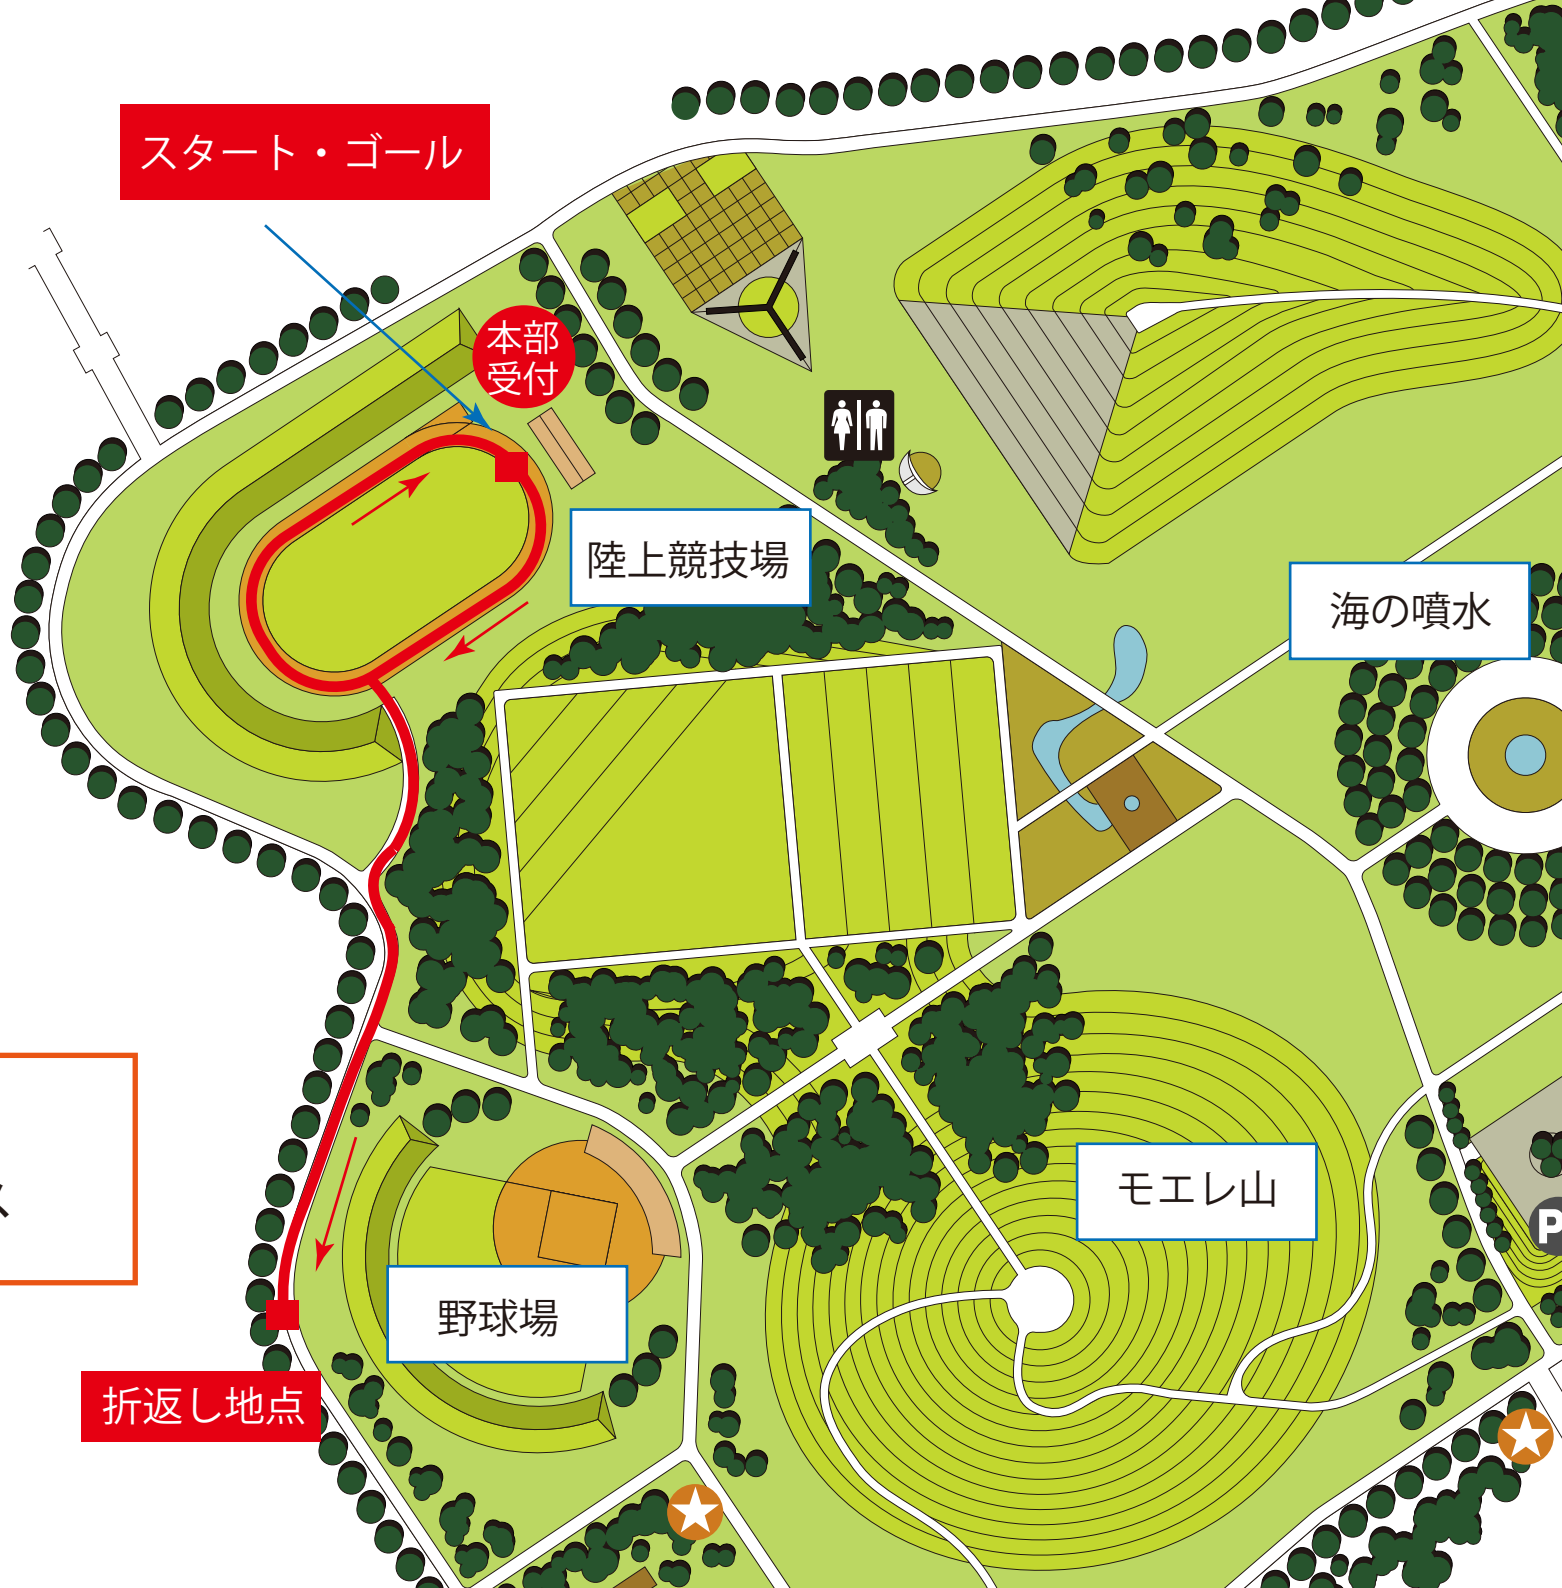 スタート・ゴール
本部
受付
陸上競技場
海の噴水
モエレ山
野球場
折返し地点
P